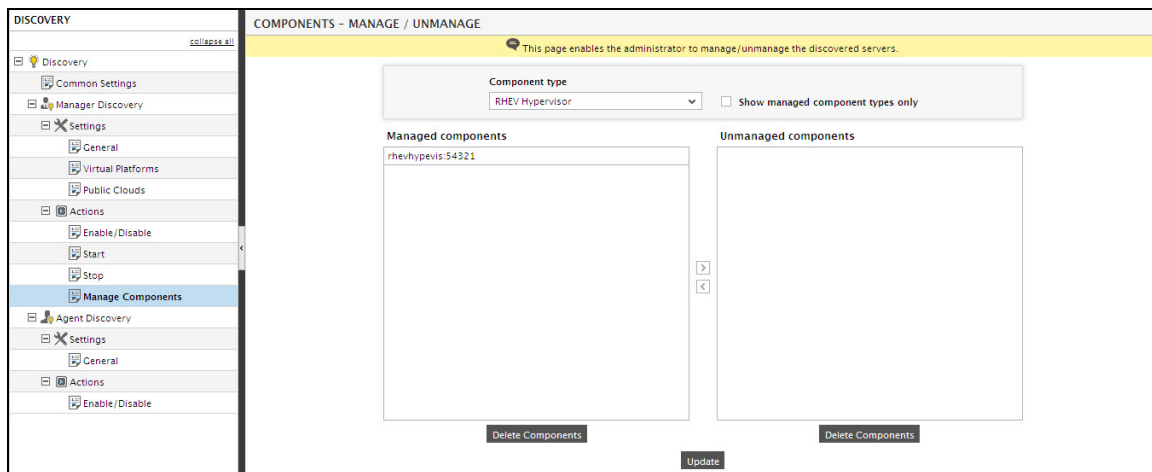 DISCOVERY
collapse all
Discovery
Common Settings
Manager Discovery
Settings
General
Virtual Platforms
Public Clouds
Actions
Enable/Disable
Start
Stop
Manage Components
Agent Discovery
Settings
General
Actions
Enable/Disable
COMPONENTS - MANAGE / UNMANAGE
This page enables the administrator to manage/unmanage the discovered servers.
Component type
RHEV Hypervisor
Show managed component types only
Managed components
Unmanaged components
rhevhypevis:54321
Delete Components
Delete Components
Update